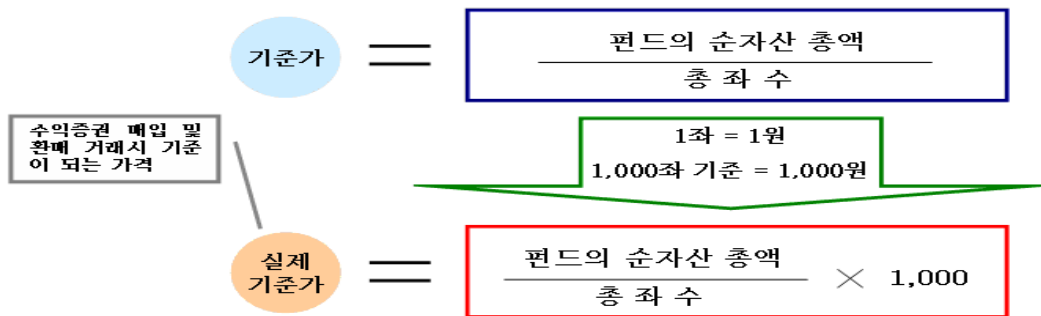 기준가
펀드의 순자산 총액
총 좌 수
수익증권 매입 및
환매 거래시 기준
이 되는 가격
1좌 = 1원
1,000좌 기준 = 1,000원
실제
기준가
펀드의 순자산 총액
총 좌 수
× 1,000